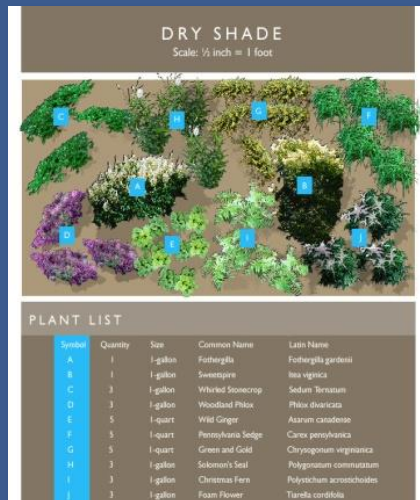 DRY SHADE
Scale: ½ inch = 1 foot
C
H
G
F
A
B
D
E
I
J
PLANT LIST
Symbol Quantity Size Common Name Latin Name
A 1 1-gallon Fothergilla Fothergilla gardenii
B 1 1-gallon Sweetspire Itea viginica
C 3 1-gallon Whirled Stonecrop Sedum Ternatum
D 3 1-gallon Woodland Phlox Phlox divaricata
E 5 1-quart Wild Ginger Asarum canadense
F 5 1-quart Pennsylvania Sedge Carex pensylvanica
G 5 1-quart Green and Gold Chrysogonum virginianica
H 3 1-gallon Solomon's Seal Polygonatum commutatum
I 3 1-gallon Christmas Fern Polystichum acrostichoides
J 3 1-gallon Foam Flower Tiarella cordifolia